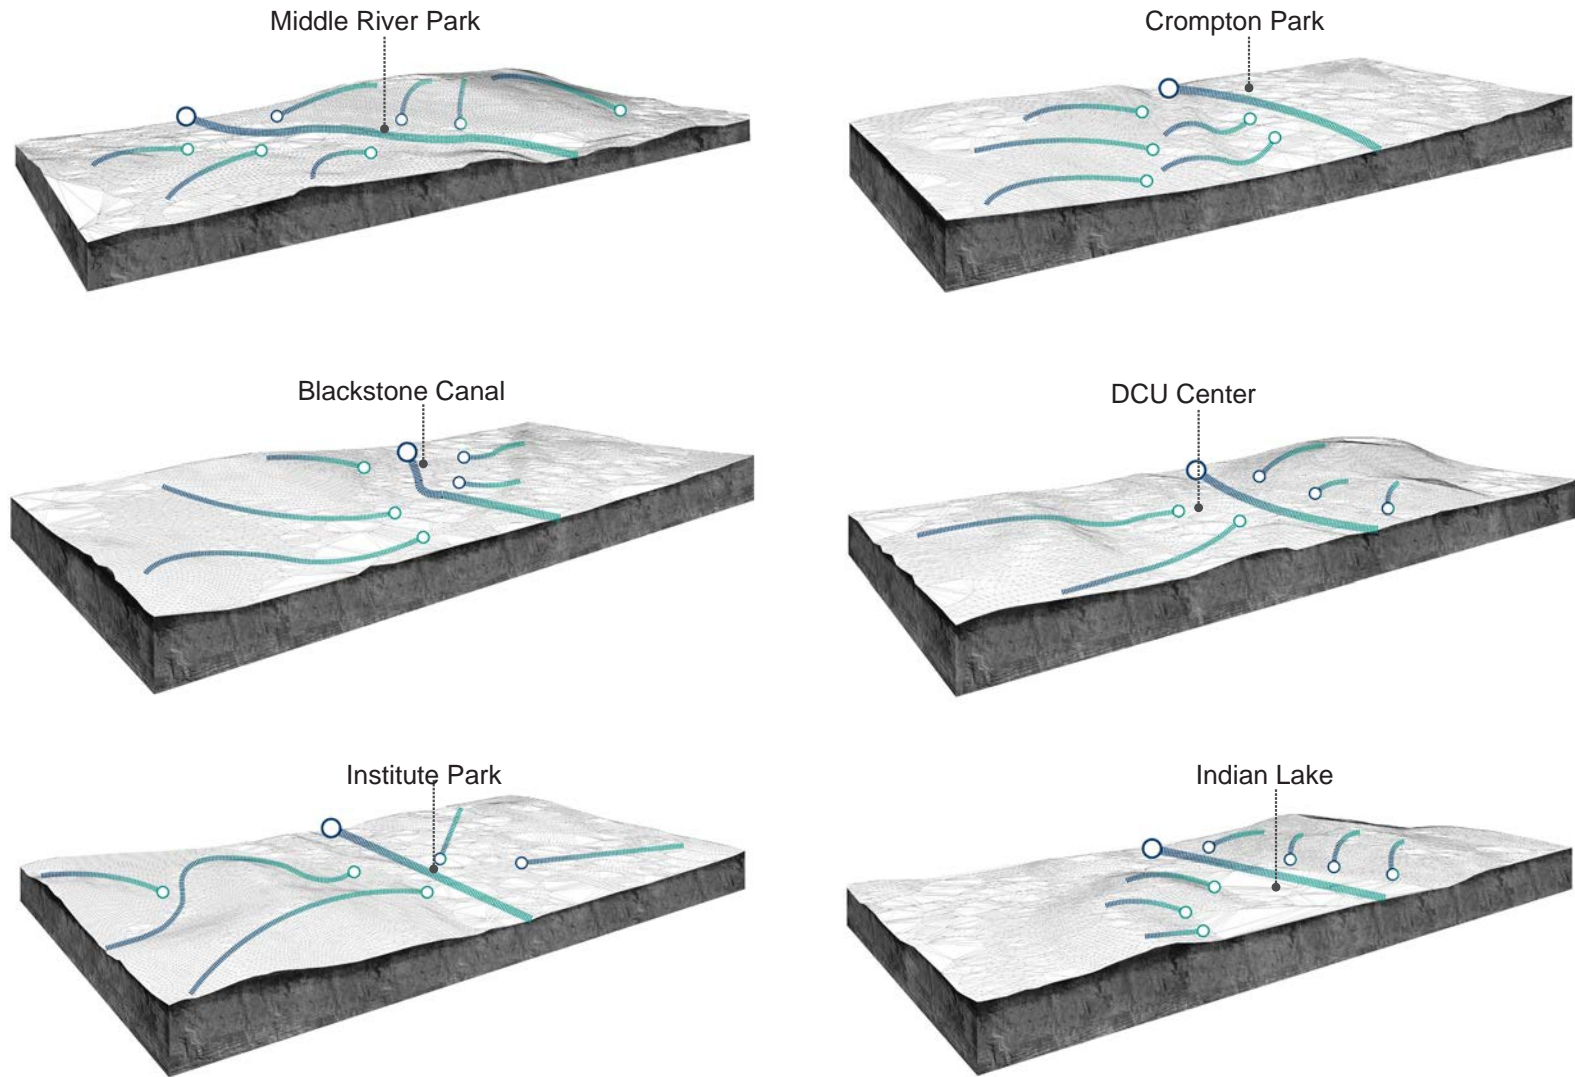 Middle River Park
Crompton Park
Blackstone Canal
DCU Center
Institute Park
Indian Lake